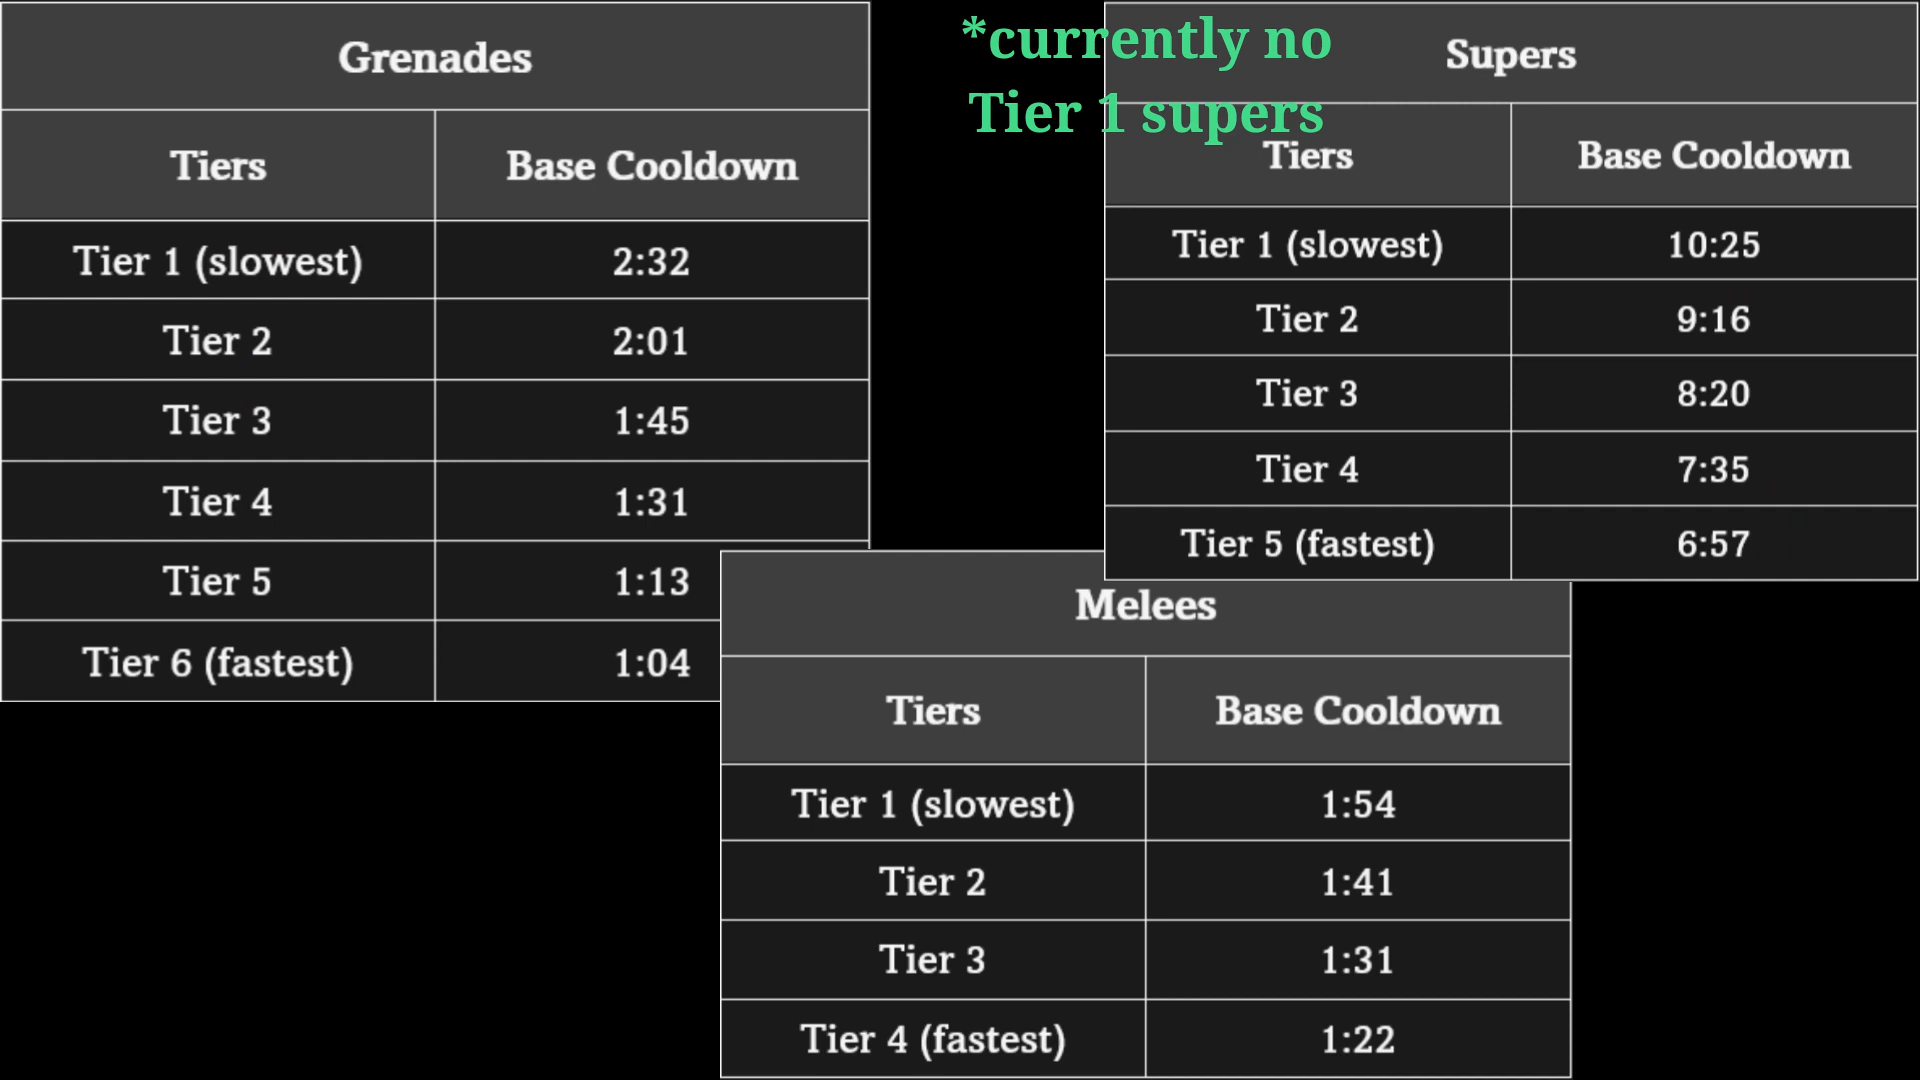 Grenades
Tiers Base Cooldown
Tier 1 (slowest) 2:32
Tier 2 2:01
Tier 3 1:45
Tier 4 1:31
Tier 5 1:13
Tier 6 (fastest) 1:04
*currently no
Tier 1 supers
Supers
Tiers Base Cooldown
Tier 1 (slowest) 10:25
Tier 2 9:16
Tier 3 8:20
Tier 4 7:35
Tier 5 (fastest) 6:57
Melees
Tiers Base Cooldown
Tier 1 (slowest) 1:54
Tier 2 1:41
Tier 3 1:31
Tier 4 (fastest) 1:22